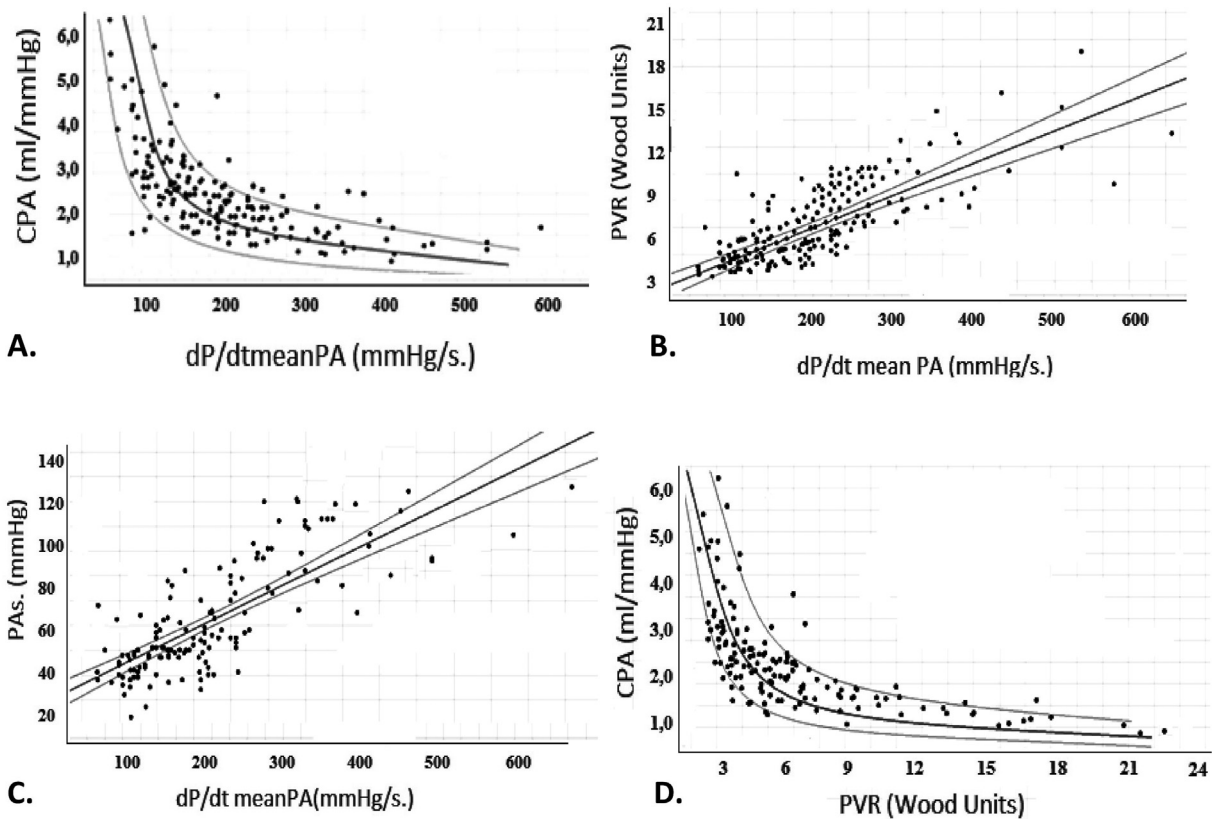 6,0
5,0
4,0
3,0
2,0
1,0
CPA (ml/mmHg)
100 200 300 400 500 600
A.
dP/dtmeanPA (mmHg/s.)
21
18
15
12
9
6
3
PVR (Wood Units)
100 200 300 400 400 600
B.
dP/dt mean PA (mmHg/s.)
140
120
100
80
60
40
20
PAs. (mmHg)
100 200 300 400 500 600
C.
dP/dt meanPA(mmHg/s.)
6,0
5,0
4,0
3,0
2,0
1,0
CPA (ml/mmHg)
3 6 9 12 15 18 21 24
D.
PVR (Wood Units)